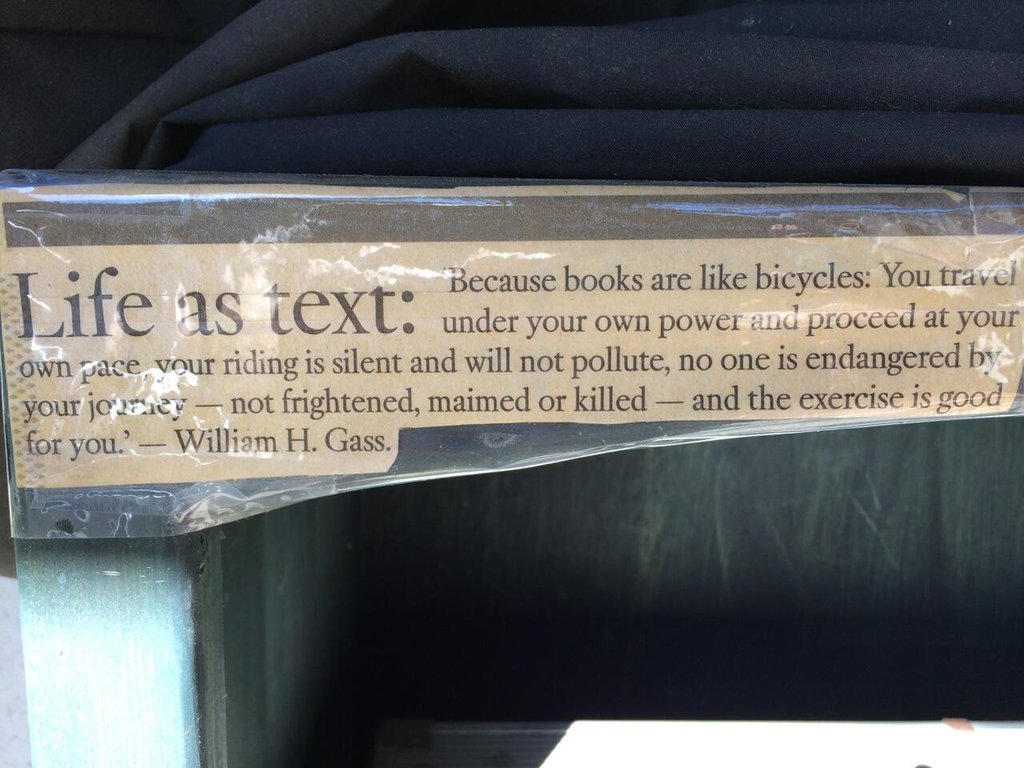 Life as text: 'Because books are like bicycles: You travel
under your own power and proceed at your
own pace, your riding is silent and will not pollute, no one is endangered by
your journey — not frightened, maimed or killed — and the exercise is good
for you.' — William H. Gass.